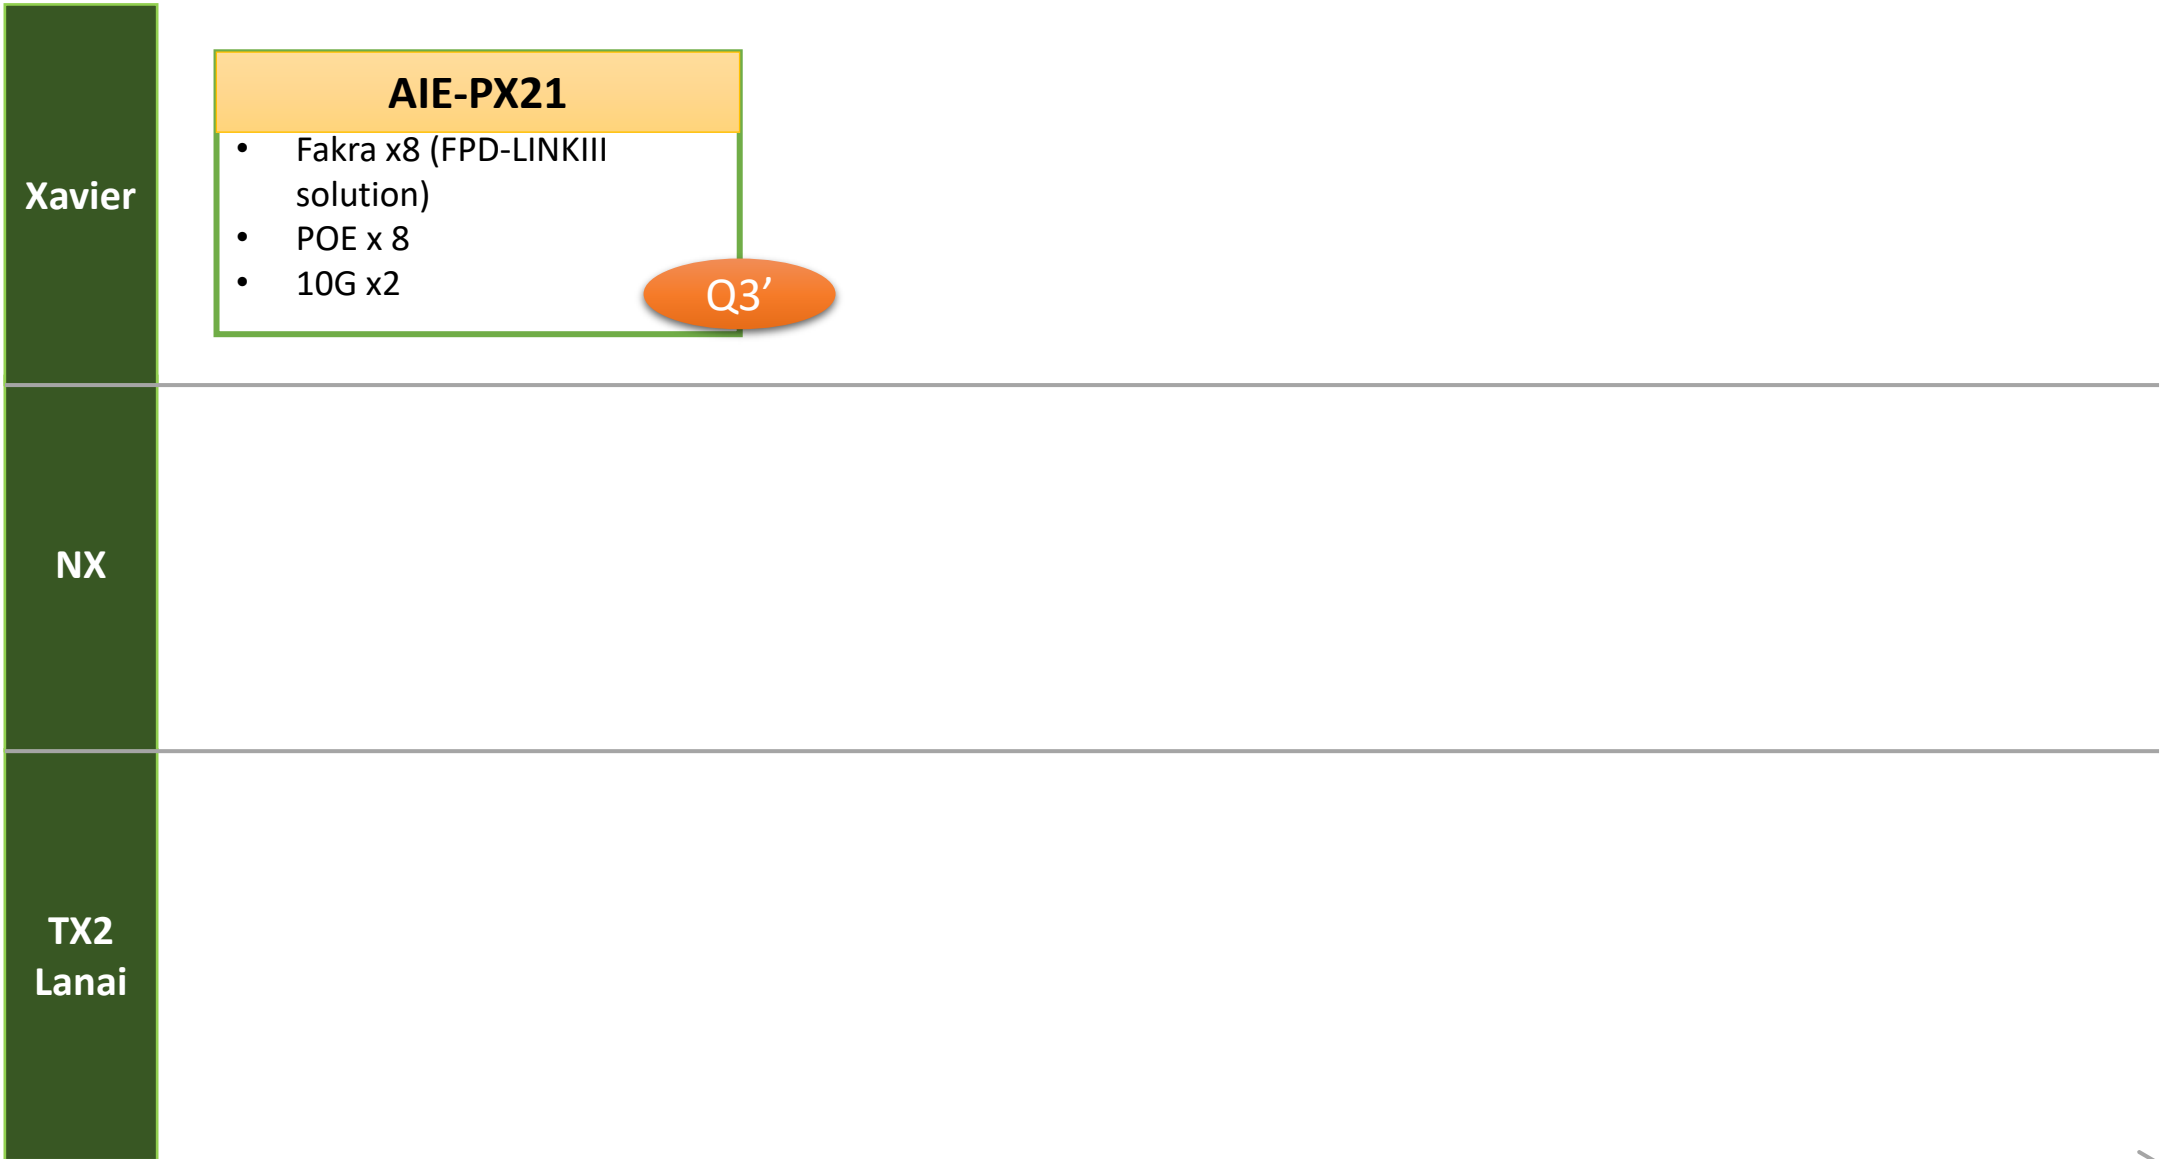 Xavier
AIE-PX21
• Fakra x8 (FPD-LINKIII
solution)
• POE x 8
• 10G x2
Q3’
NX
TX2
Lanai